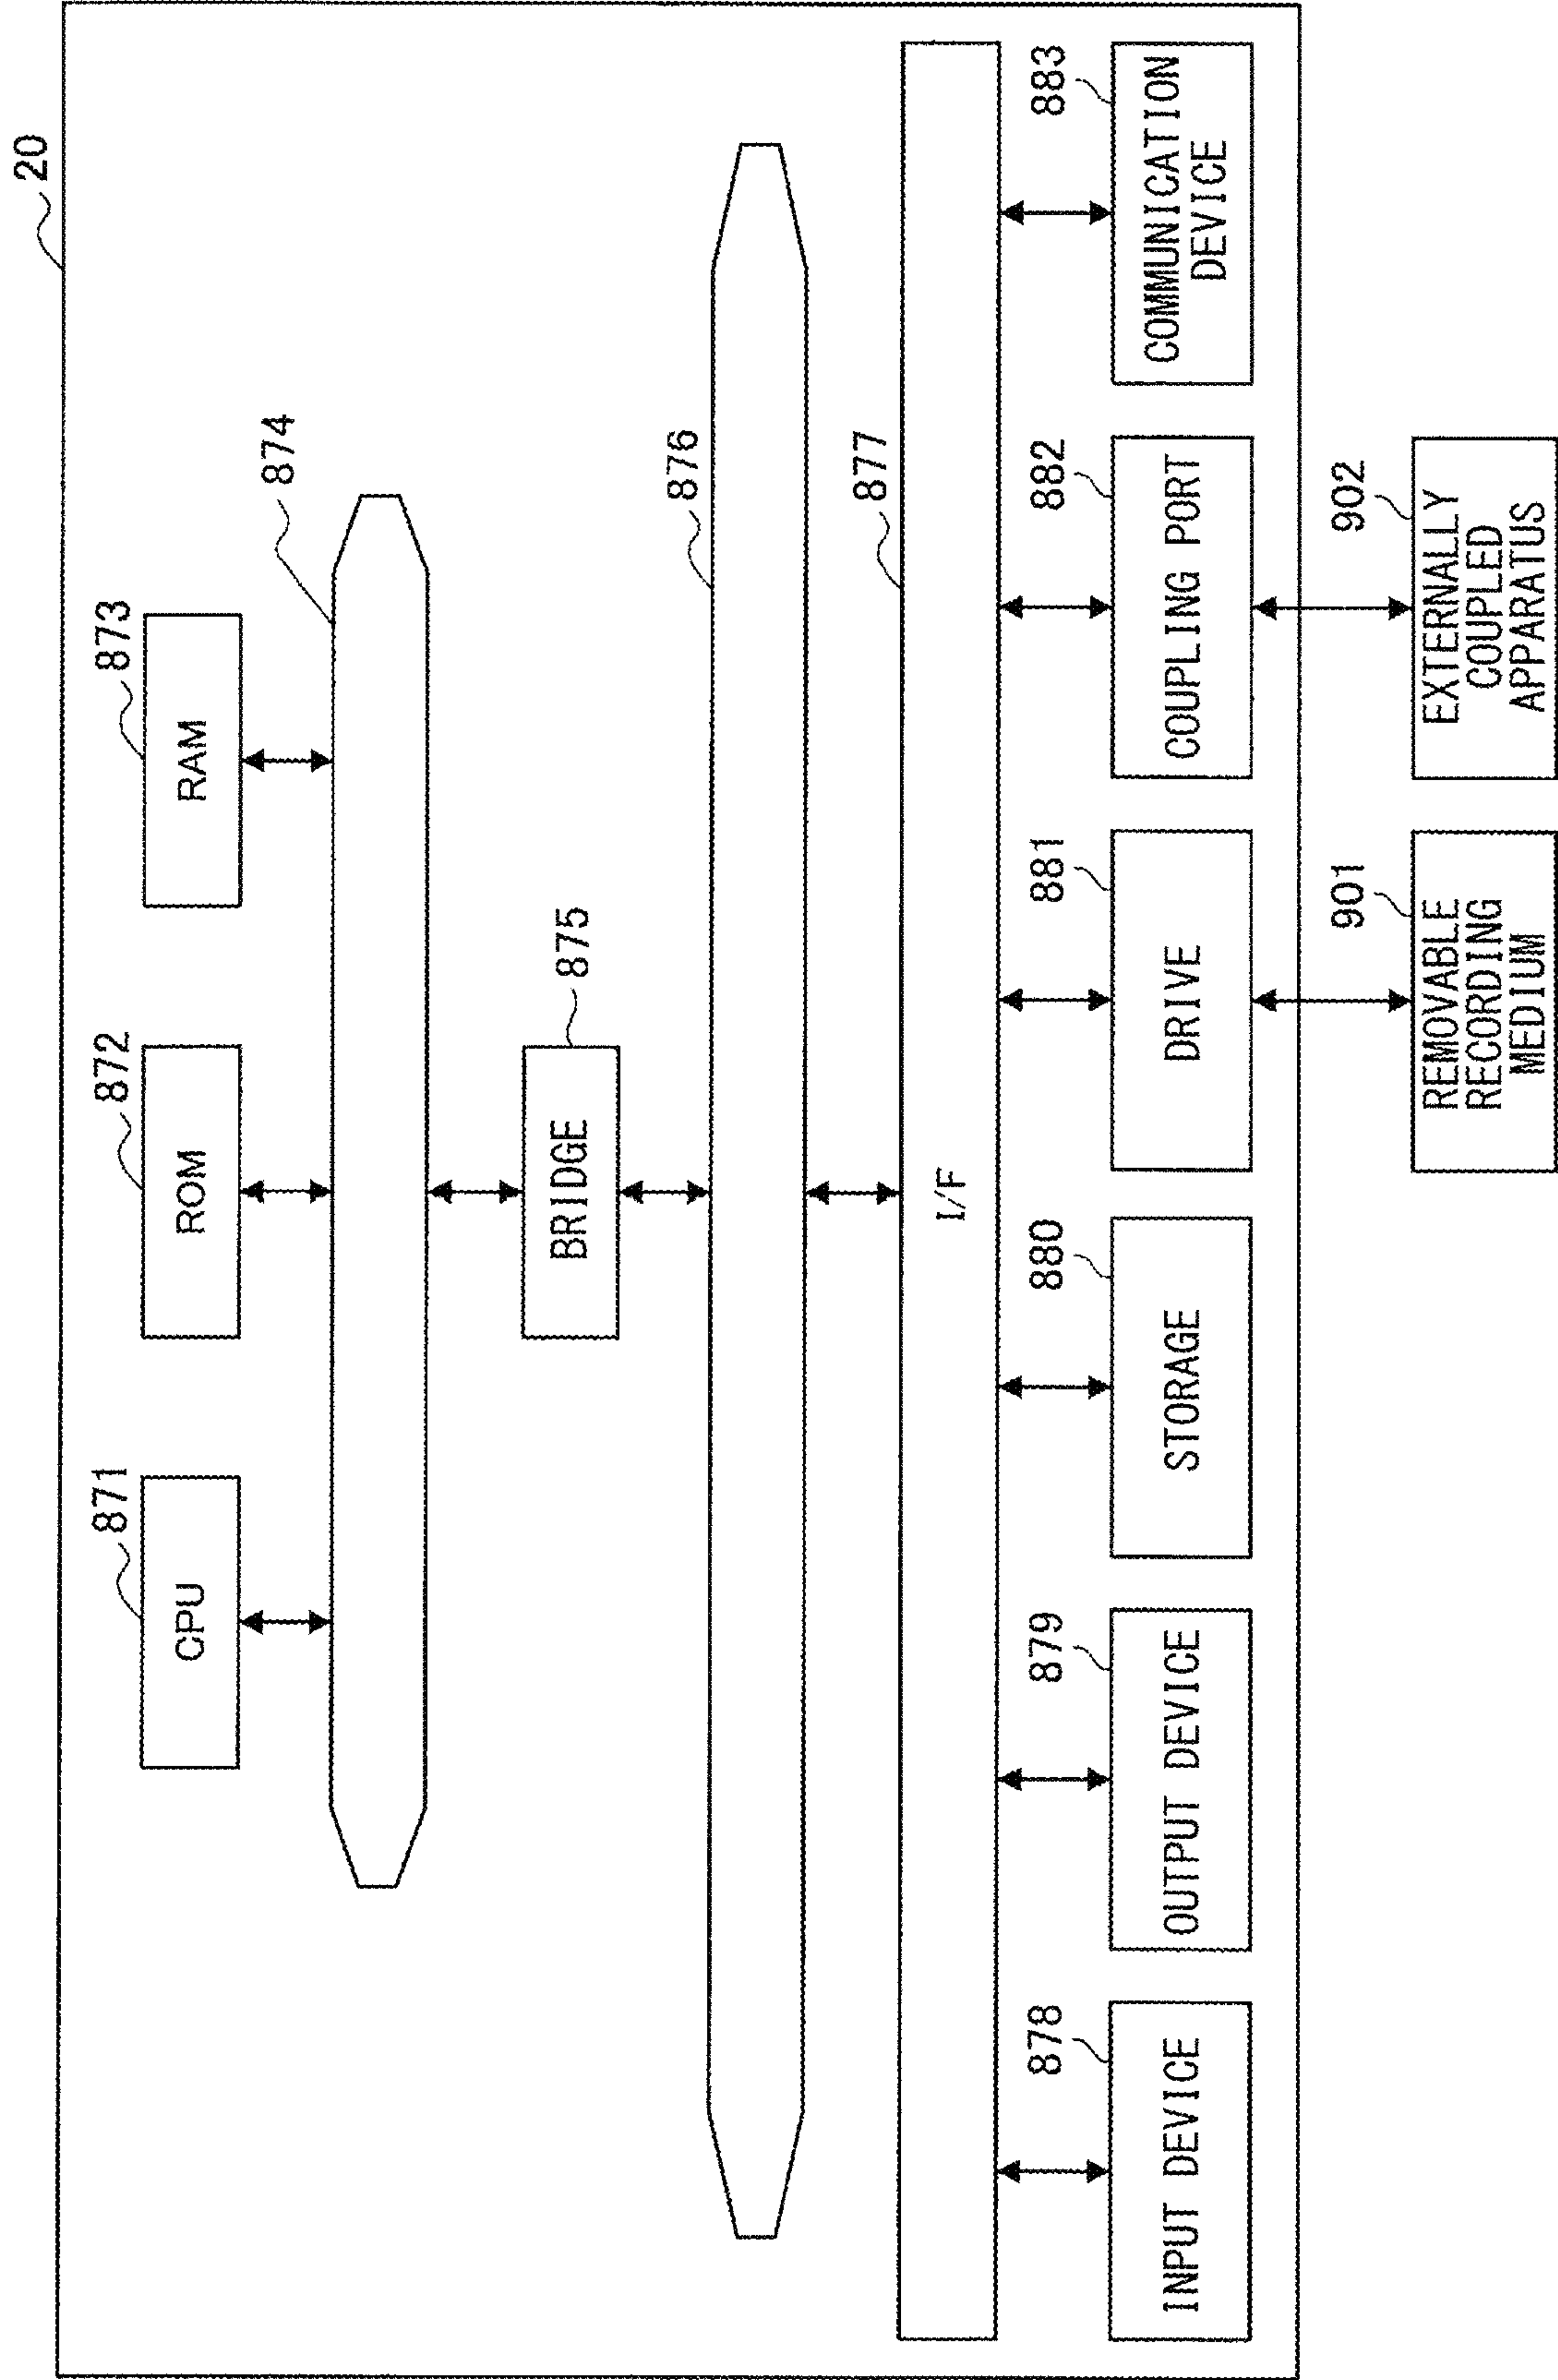 20
871
872
873
CPU
ROM
RAM
874
BRIDGE
875
876
877
I/F
878
879
880
881
882
883
INPUT DEVICE
OUTPUT DEVICE
STORAGE
DRIVE
COUPLING PORT
COMMUNICATION
DEVICE
901
902
REMOVABLE
RECORDING
MEDIUM
EXTERNALLY
COUPLED
APPARATUS